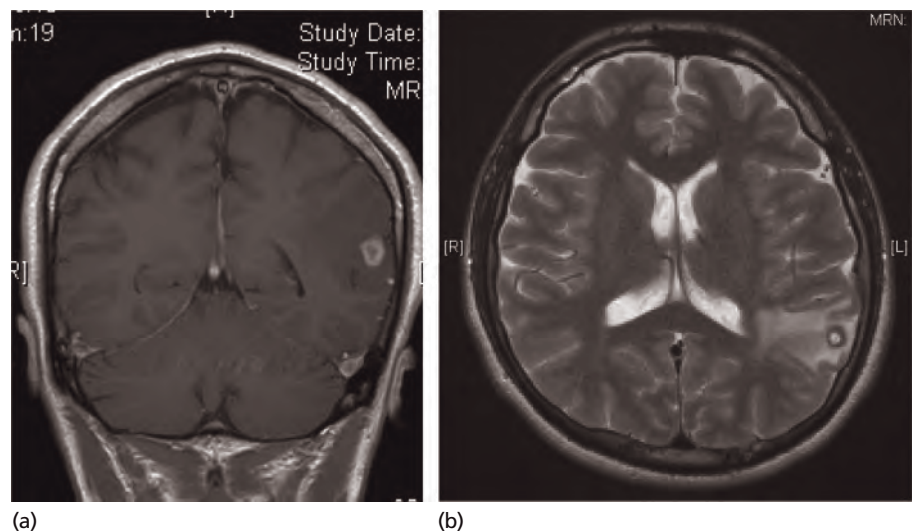 [H]
n:19
Study Date:
Study Time:
MR
R]
[
MRN:
[R]
[L]
(a)
(b)